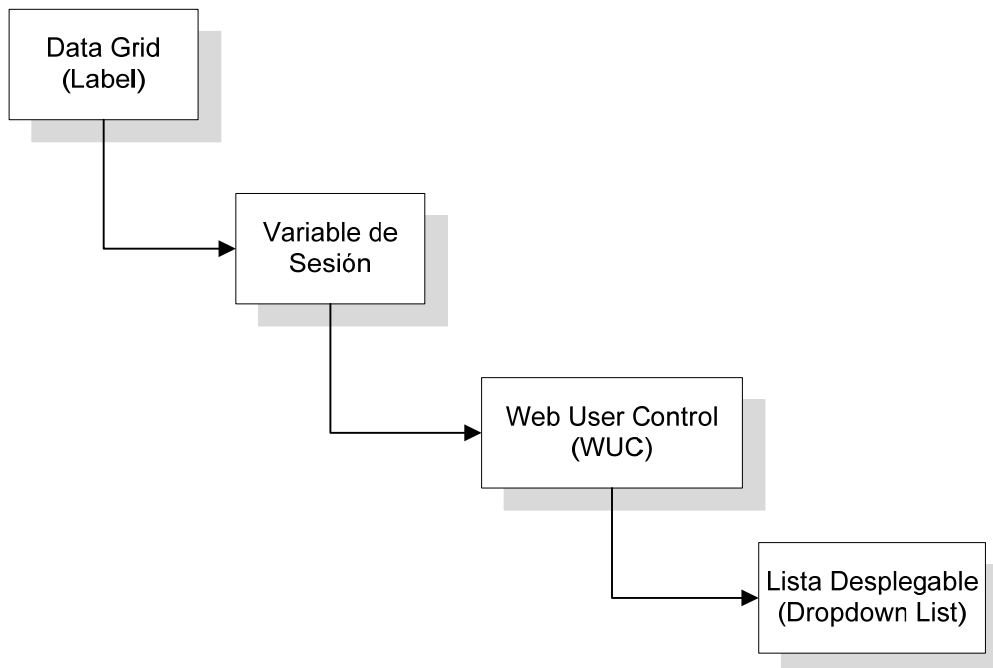 Data Grid
(Label)
Variable de
Sesión
Web User Control
(WUC)
Lista Desplegable
(Dropdown List)